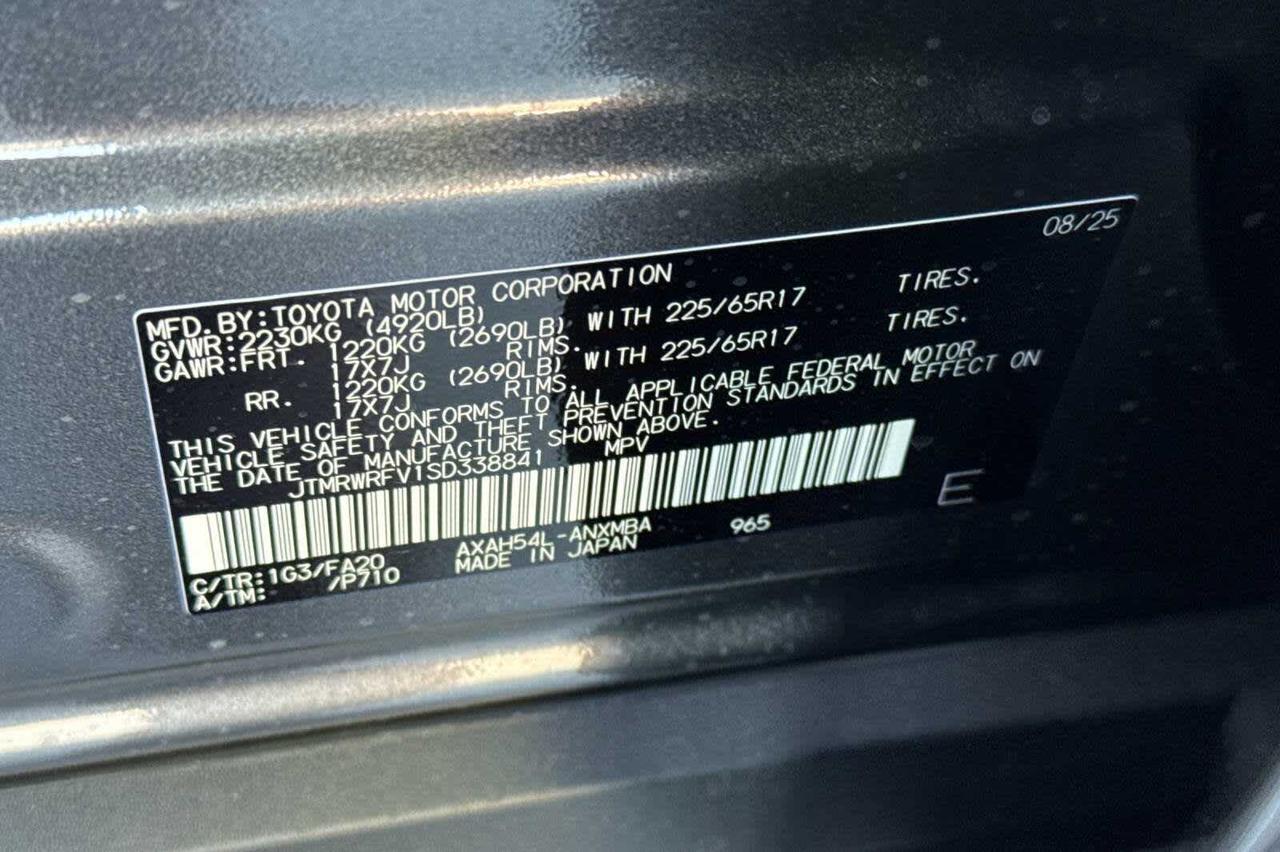 08/25
MFD. BY: TOYOTA MOTOR CORPORATION
GVWR: 2230KG (4920LB)
GAWR: FRT. 1220KG (2690LB) WITH 225/65R17 TIRES.
17X7J RIMS.
RR. 1220KG (2690LB) WITH 225/65R17 TIRES.
17X7J RIMS.
THIS VEHICLE CONFORMS TO ALL APPLICABLE FEDERAL MOTOR
VEHICLE SAFETY AND THEFT PREVENTION STANDARDS IN EFFECT ON
THE DATE OF MANUFACTURE SHOWN ABOVE.
JTMRWRFV1SD338841 MPV
E
C/TR: 1G3/FA20 AXAH54L-ANXMBA 965
A/TM: /P710 MADE IN JAPAN